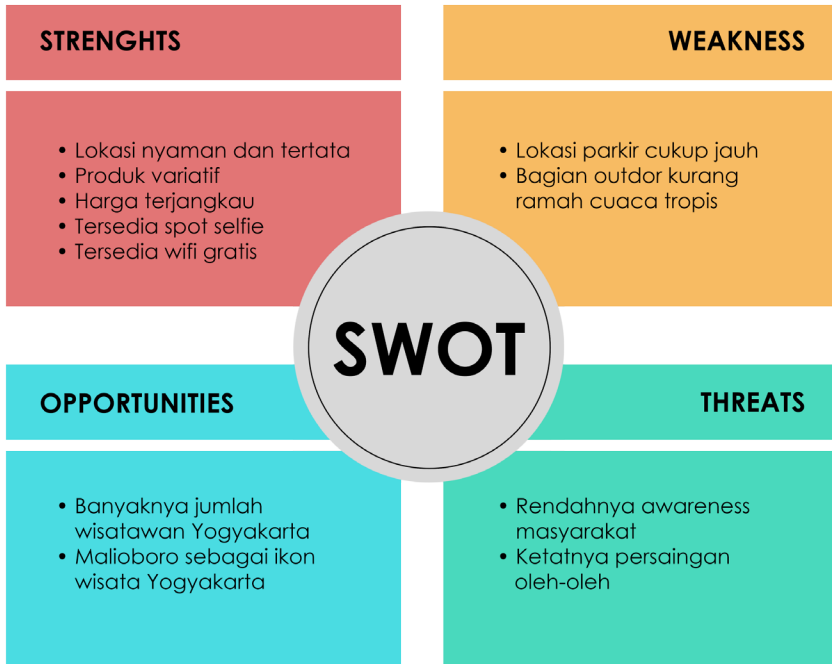 STRENGHTS
• Lokasi nyaman dan tertata
• Produk variatif
• Harga terjangkau
• Tersedia spot selfie
• Tersedia wifi gratis
WEAKNESS
• Lokasi parkir cukup jauh
• Bagian outdor kurang
ramah cuaca tropis
SWOT
OPPORTUNITIES
• Banyaknya jumlah
wisatawan Yogyakarta
• Malioboro sebagai ikon
wisata Yogyakarta
THREATS
• Rendahnya awareness
masyarakat
• Ketatnya persaingan
oleh-oleh